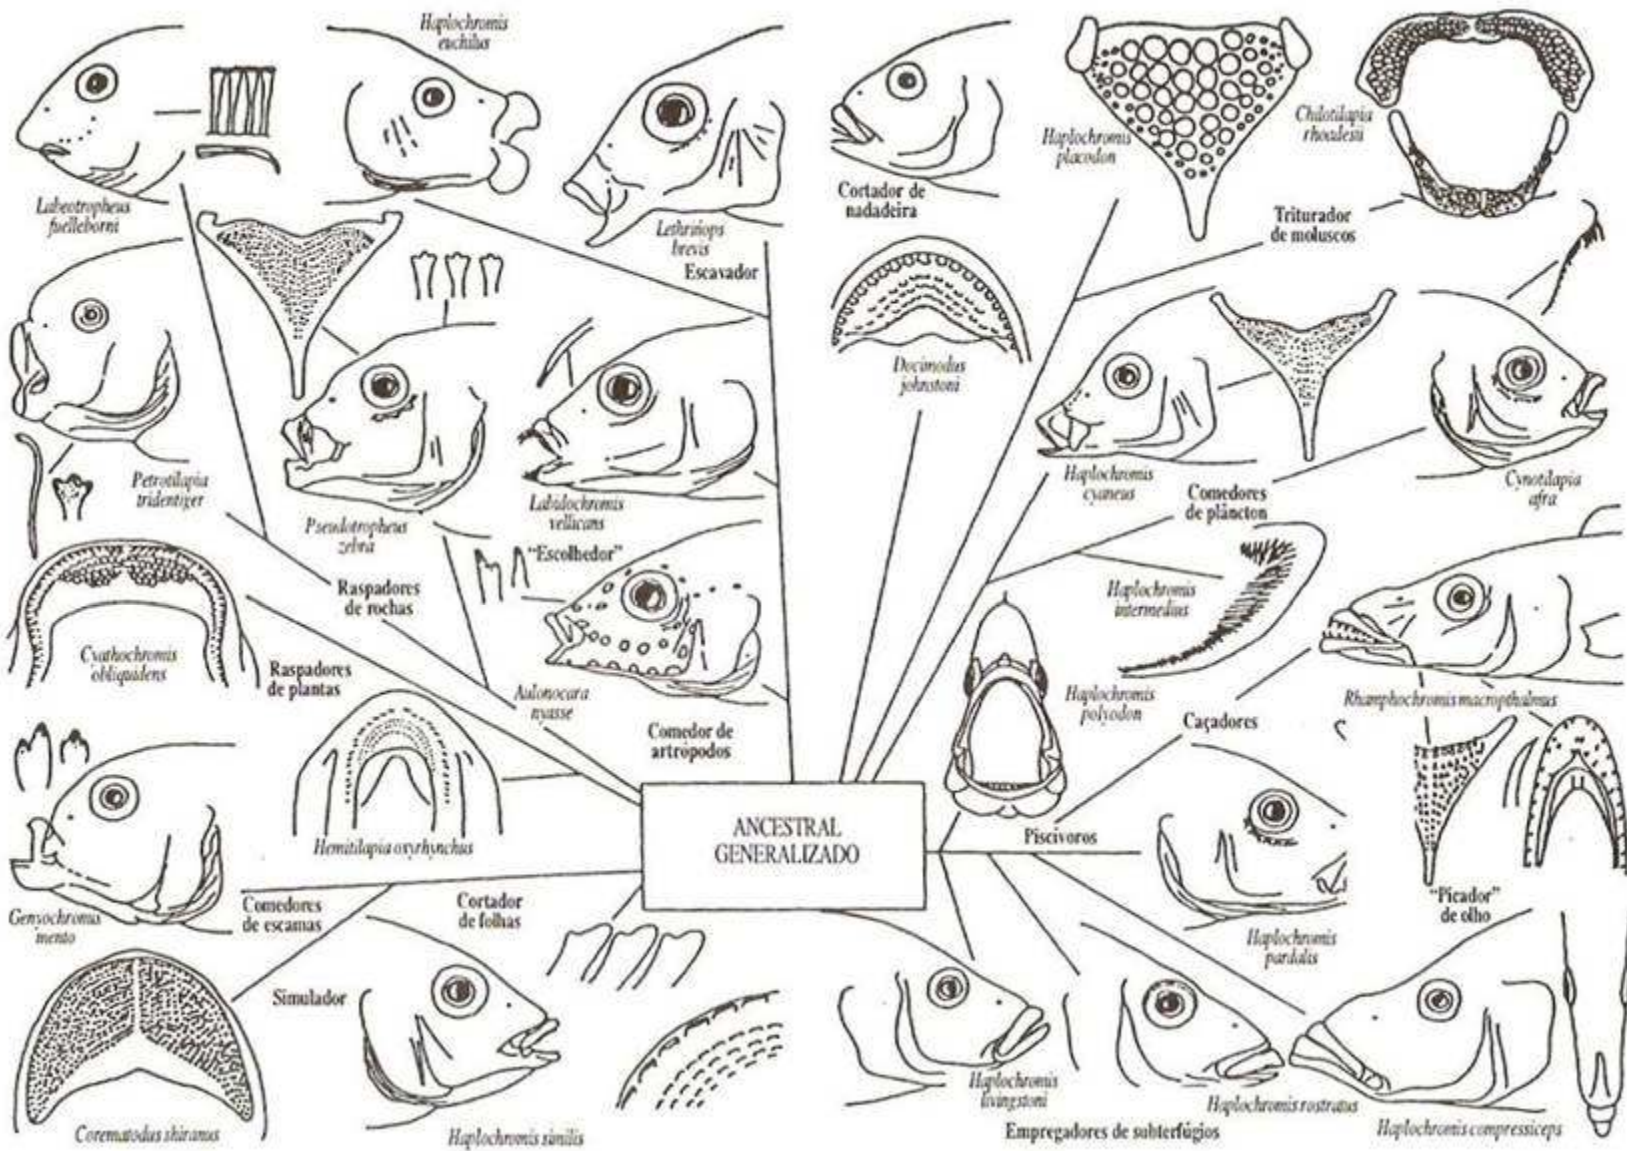 Haplochromis
euchilus
Labeotropheus
fuelleborni
Lethrinops
brevis
Escavador
Cortador de
nadadeira
Haplochromis
placodon
Chilotilapia
rhoadesii
Triturador
de moluscos
Docimodus
johnstoni
Petrotilapia
tridentiger
Pseudotropheus
zebra
Labidochromis
vellicans
Haplochromis
cyaneus
Comedores
de plâncton
Cynotilapia
afra
"Escolhedor"
Raspadores
de rochas
Cyathochromis
obliquidens
Raspadores
de plantas
Aulonocara
nyasse
Comedor de
artrópodos
Haplochromis
intermedius
Haplochromis
polyodon
Caçadores
Rhamphochromis macropthalmus
Hemitilapia oxyrhynchus
ANCESTRAL
GENERALIZADO
Piscívoros
"Picador"
de olho
Genyochromis
mento
Comedores
de escamas
Cortador
de folhas
Haplochromis
pardalis
Simulador
Corematodus shiranus
Haplochromis similis
Haplochromis
livingstoni
Haplochromis rostratus
Empregadores de subterfúgios
Haplochromis compressiceps